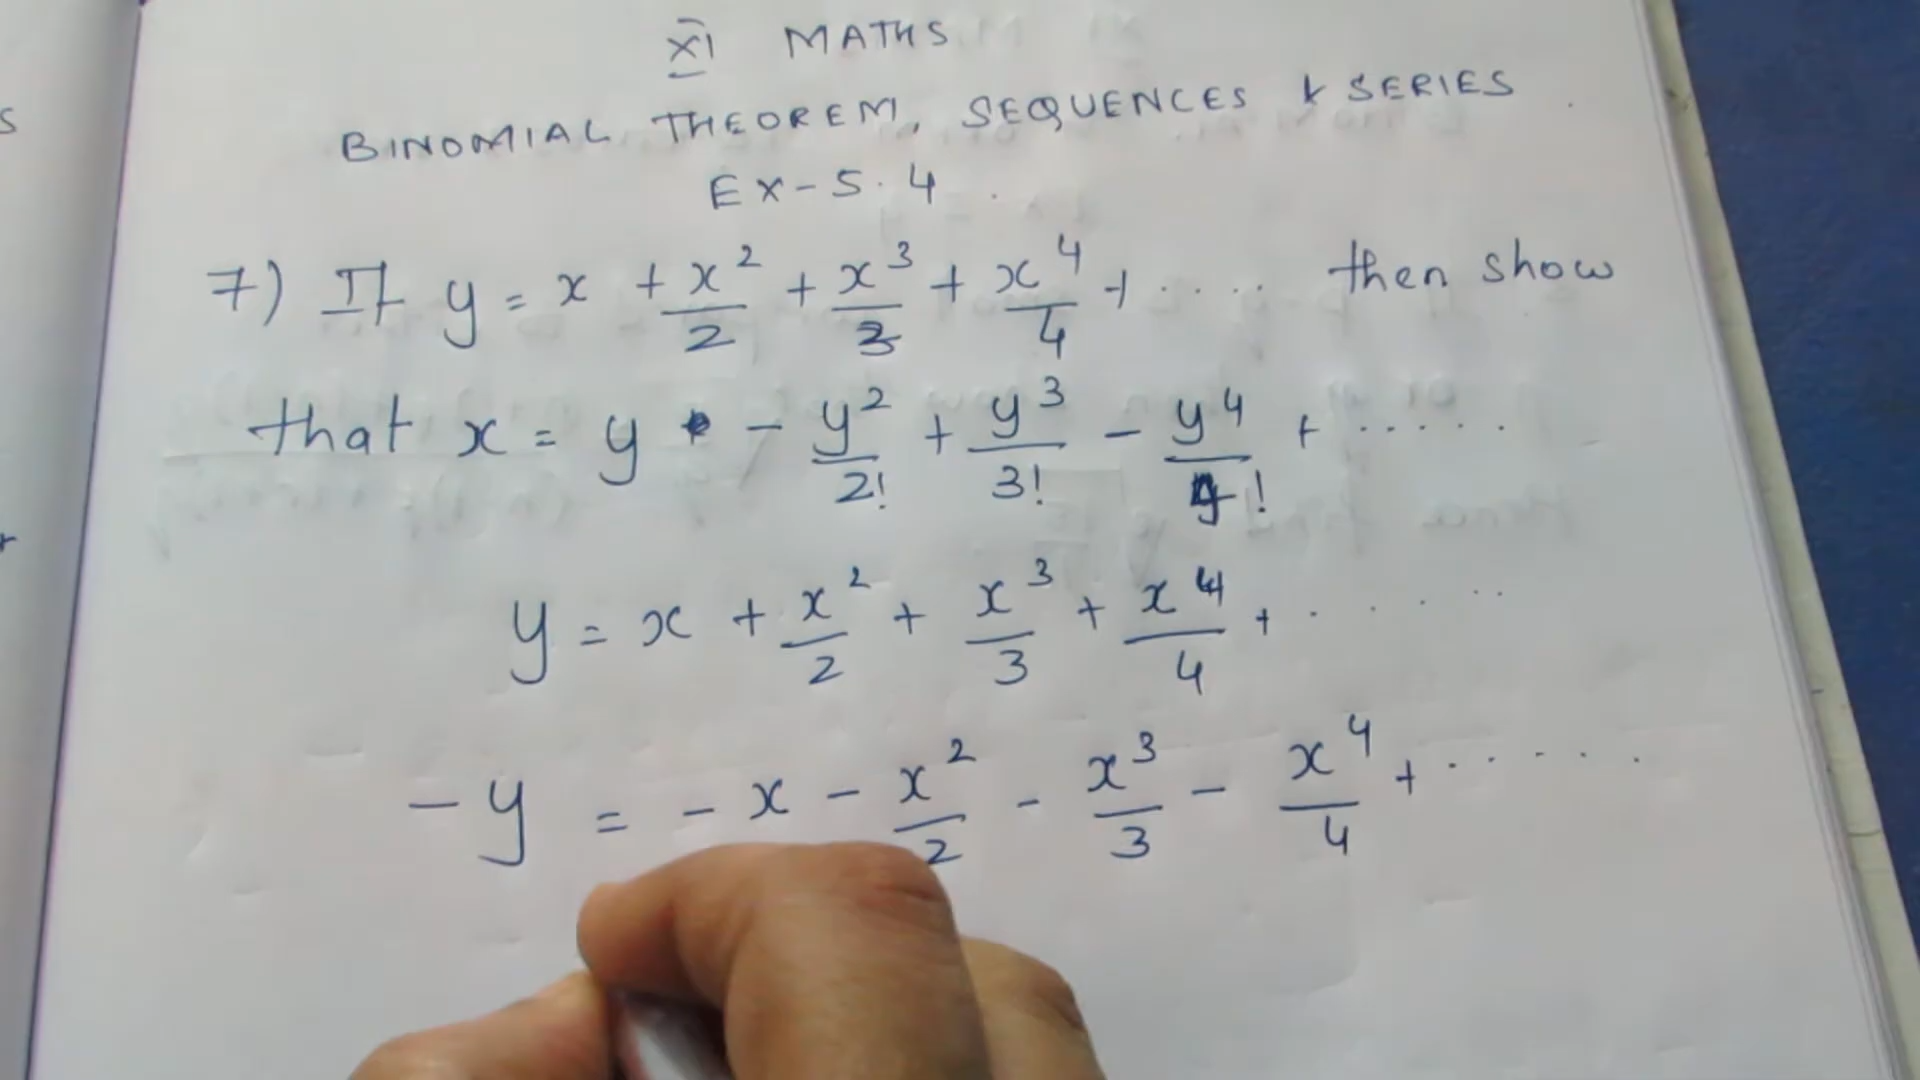 XI MATHS
BINOMIAL THEOREM, SEQUENCES & SERIES
EX-5.4
7) If y = x + x²/2 + x³/3 + x⁴/4 + .... then show
that x = y - y²/2! + y³/3! - y⁴/4! + .....
y = x + x²/2 + x³/3 + x⁴/4 + ......
-y = -x - x²/2 - x³/3 - x⁴/4 + ......